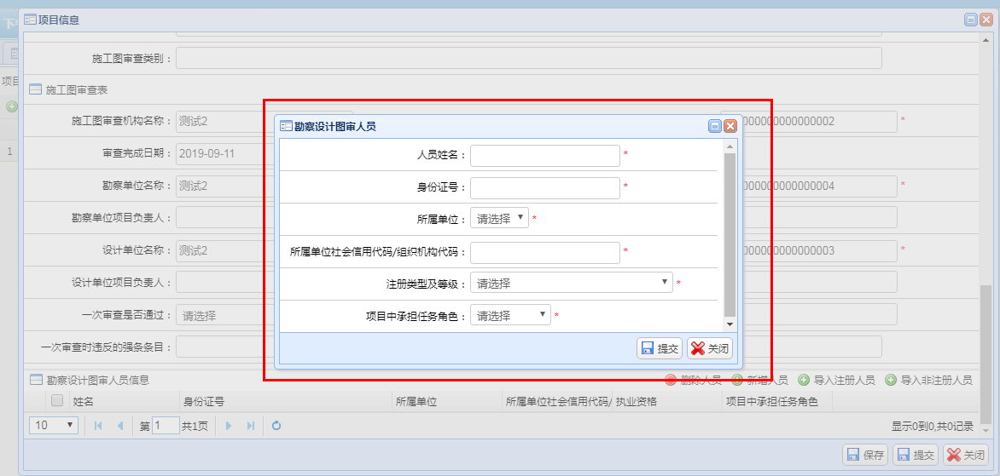 项目信息
施工图审查类别：
项目
施工图审查表
施工图审查机构名称： 测试2 00000000000000002 *
审查完成日期： 2019-09-11
1
勘察单位名称： 测试2 00000000000000004 *
勘察单位项目负责人：
设计单位名称： 测试2 00000000000000003 *
设计单位项目负责人：
一次审查是否通过： 请选择
一次审查时违反的强条条目：
勘察设计图审人员
人员姓名： *
身份证号： *
所属单位： 请选择 *
所属单位社会信用代码/组织机构代码： *
注册类型及等级： 请选择 *
项目中承担任务角色： 请选择 *
提交 关闭
勘察设计图审人员信息 删除人员 新增人员 导入注册人员 导入非注册人员
姓名 身份证号 所属单位 所属单位社会信用代码/ 执业资格 项目中承担任务角色
10 第 1 共1页 显示0到0,共0记录
保存 提交 关闭